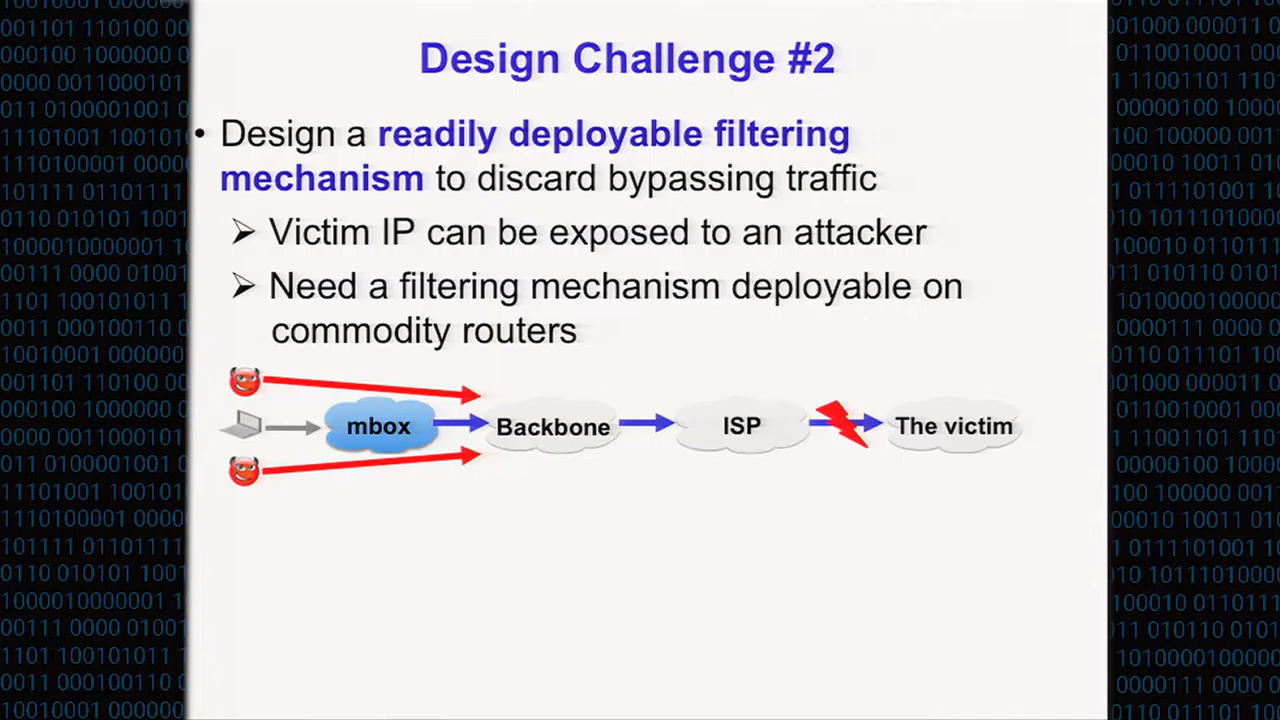 Design Challenge #2
• Design a readily deployable filtering
mechanism to discard bypassing traffic
➢ Victim IP can be exposed to an attacker
➢ Need a filtering mechanism deployable on
commodity routers
mbox
Backbone
ISP
The victim